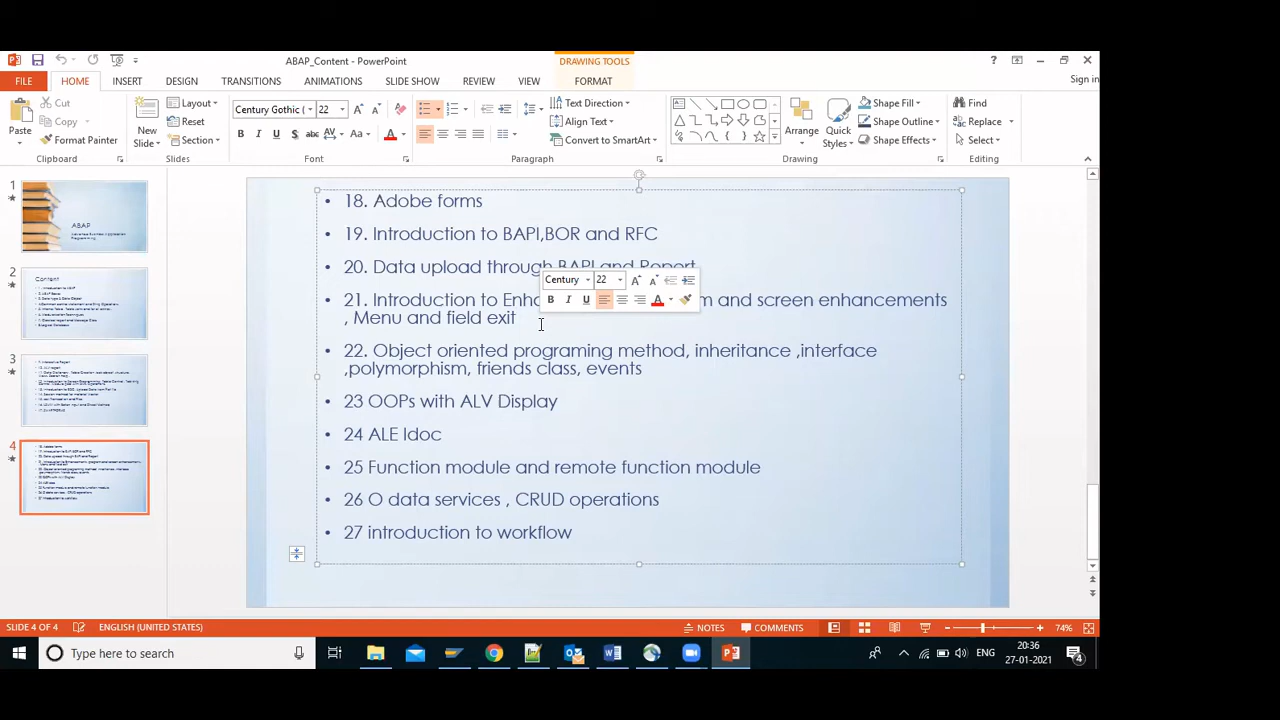 ABAP_Content - PowerPoint
DRAWING TOOLS
Sign in
FILE HOME INSERT DESIGN TRANSITIONS ANIMATIONS SLIDE SHOW REVIEW VIEW FORMAT
Paste
Cut
Copy
Format Painter
Clipboard
New
Slide
Layout
Reset
Section
Slides
Century Gothic ( 22
Font
Text Direction
Align Text
Convert to SmartArt
Paragraph
Arrange
Quick
Styles
Shape Fill
Shape Outline
Shape Effects
Drawing
Find
Replace
Select
Editing
1
ABAP
2
Content
3
4
• 18. Adobe forms
• 19. Introduction to BAPI,BOR and RFC
• 20. Data upload through BAPI and Report
• 21. Introduction to and screen enhancements
, Menu and field exit
• 22. Object oriented programing method, inheritance ,interface
,polymorphism, friends class, events
• 23 OOPs with ALV Display
• 24 ALE Idoc
• 25 Function module and remote function module
• 26 O data services , CRUD operations
• 27 introduction to workflow
Century 22
SLIDE 4 OF 4 ENGLISH (UNITED STATES) NOTES COMMENTS 74%
Type here to search
ENG
20:36
27-01-2021
4